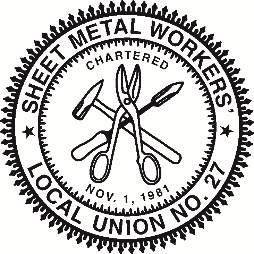 SHEET METAL WORKERS'
CHARTERED
NOV. 1, 1981
LOCAL UNION NO. 27